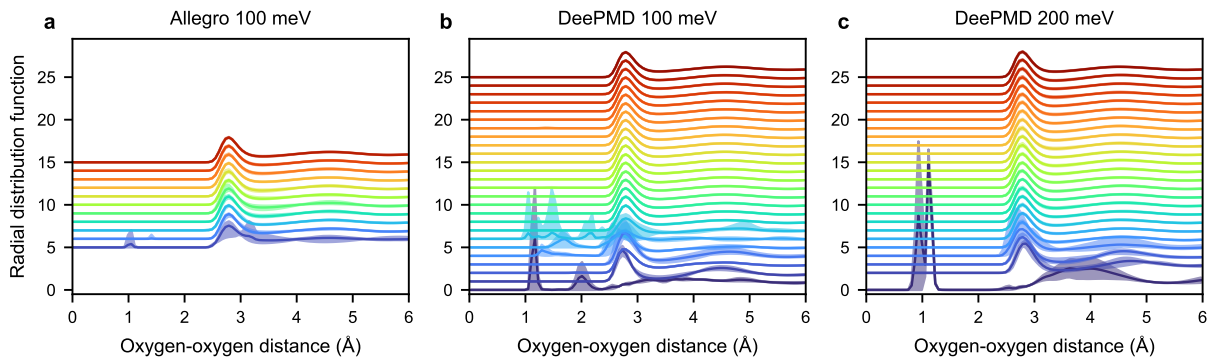 a Allegro 100 meV
b DeePMD 100 meV
c DeePMD 200 meV
Radial distribution function
25
20
15
10
5
0
0 1 2 3 4 5 6
Oxygen-oxygen distance (Å)
25
20
15
10
5
0
0 1 2 3 4 5 6
Oxygen-oxygen distance (Å)
25
20
15
10
5
0
0 1 2 3 4 5 6
Oxygen-oxygen distance (Å)